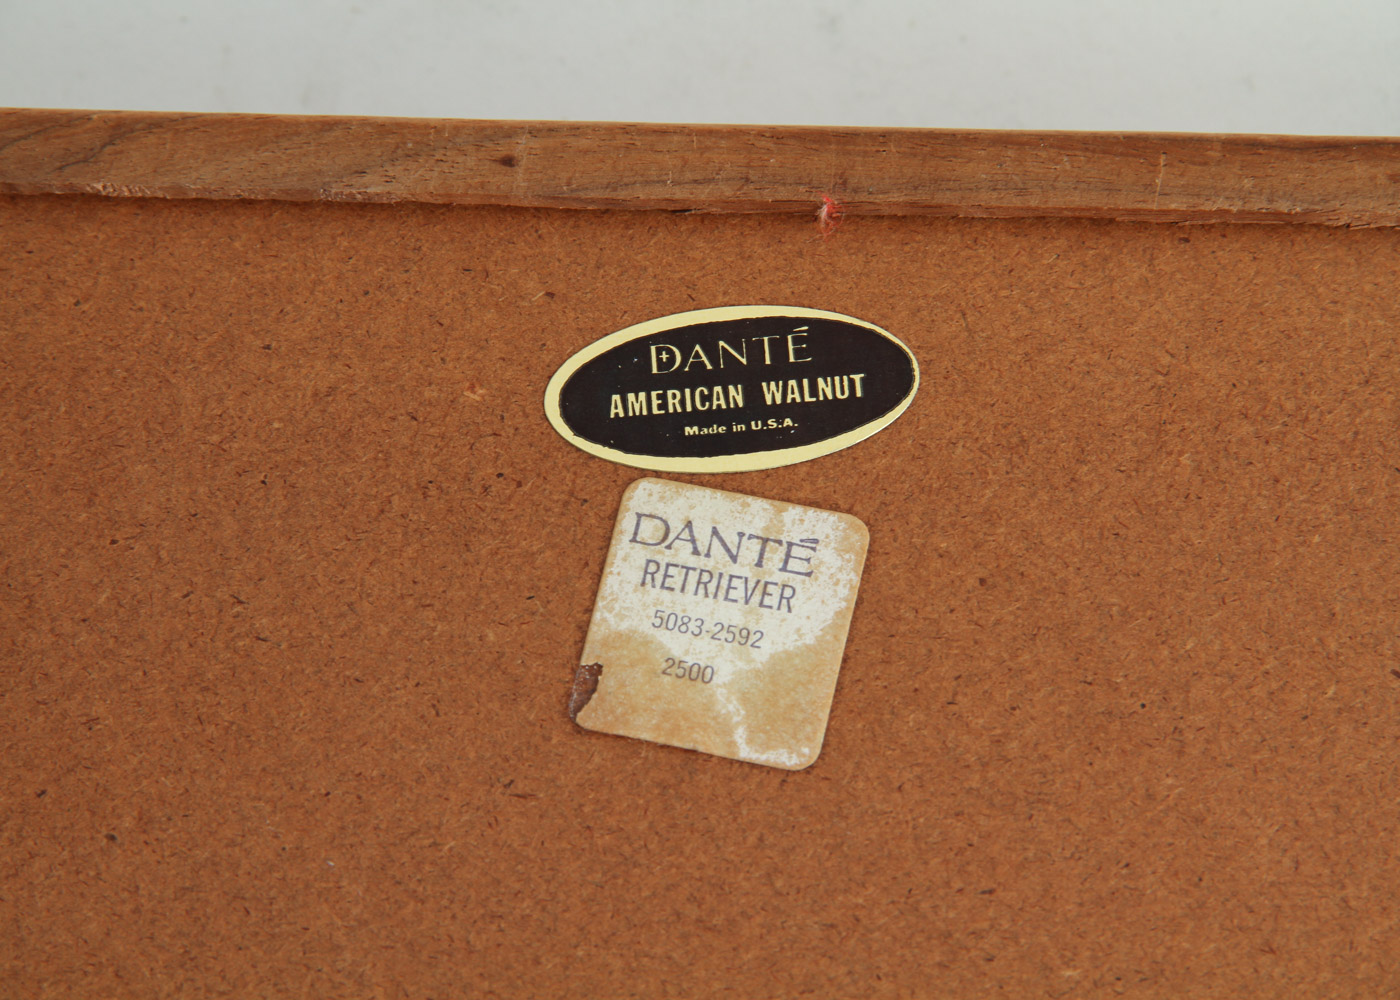 DANTÉ
AMERICAN WALNUT
Made in U.S.A.
DANTÉ
RETRIEVER
5083-2592
2500